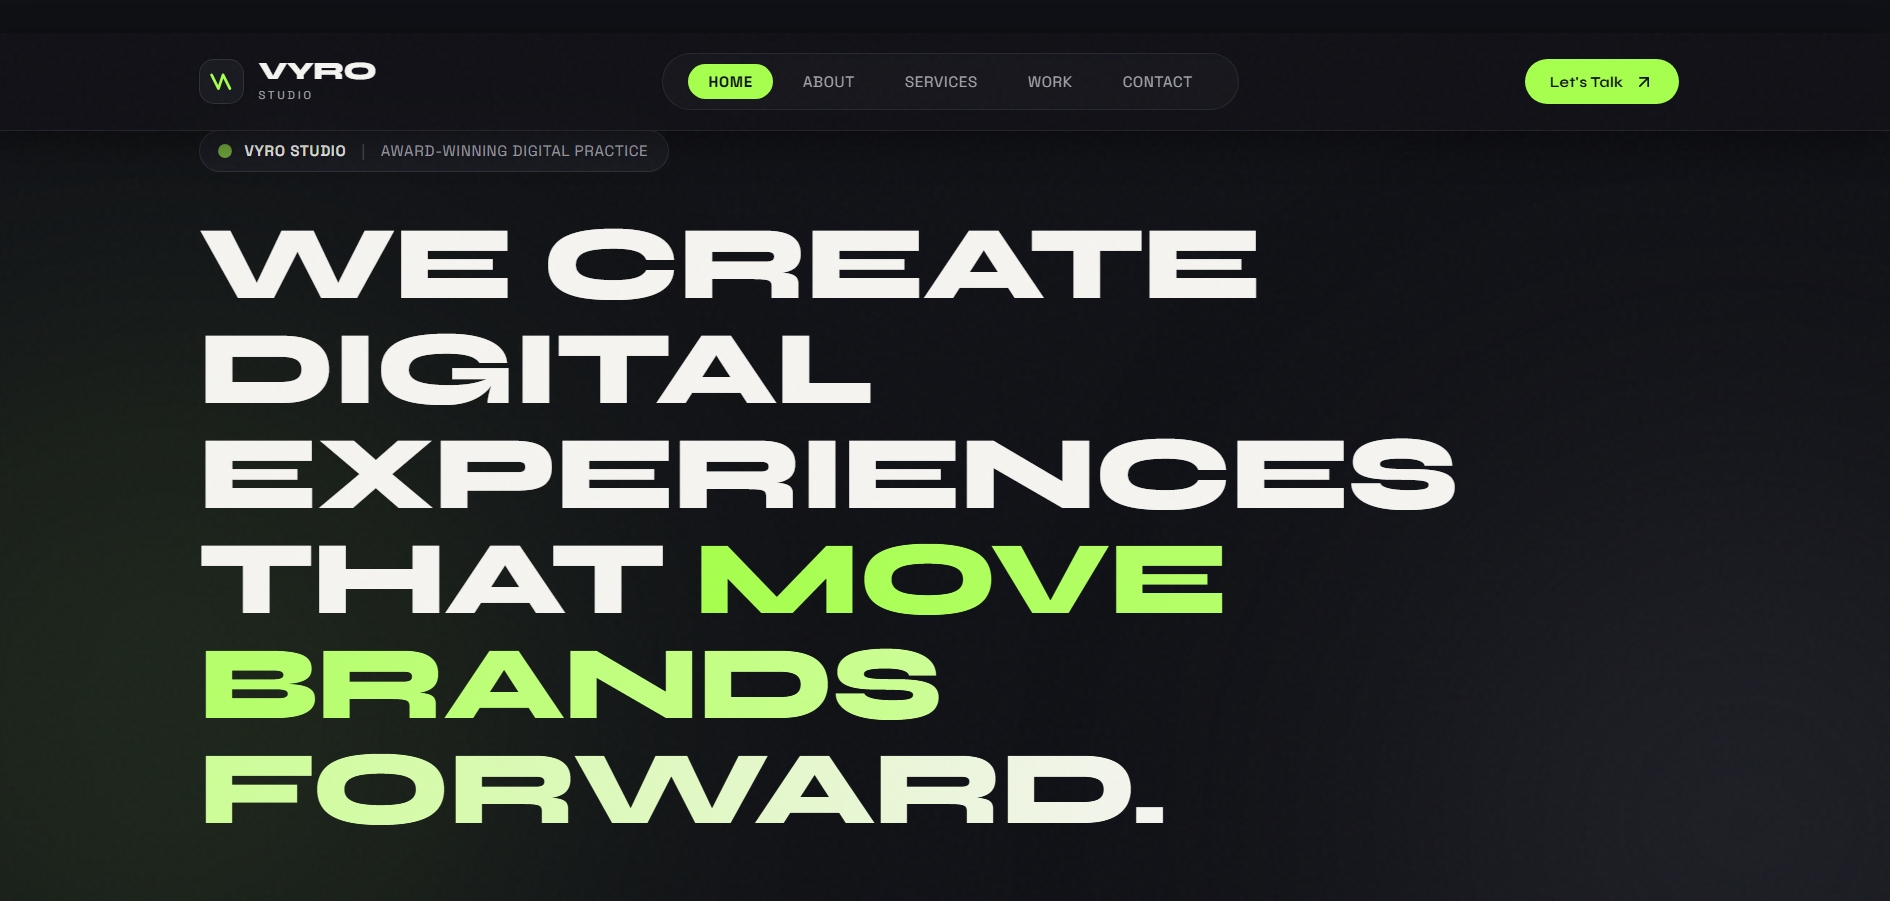 VYRO
STUDIO
HOME
ABOUT
SERVICES
WORK
CONTACT
Let's Talk
VYRO STUDIO | AWARD-WINNING DIGITAL PRACTICE
WE CREATE
DIGITAL
EXPERIENCES
THAT MOVE
BRANDS
FORWARD.